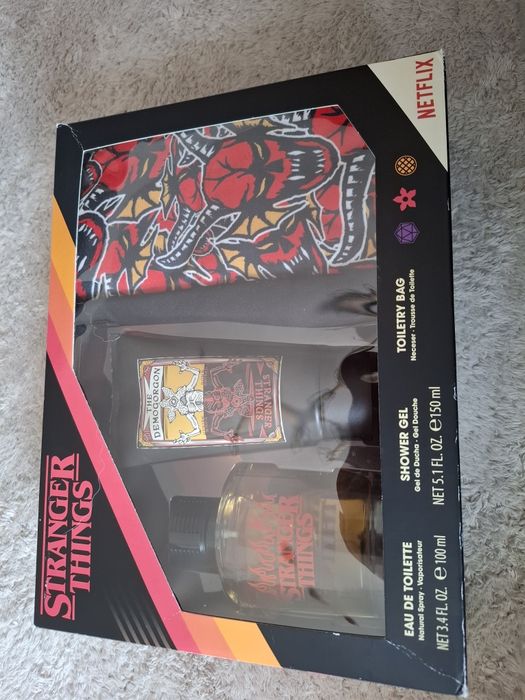 NETFLIX
STRANGER
THINGS
THE
DEMOGORGON
STRANGER
THINGS
STRANGER
THINGS
TOILETRY BAG
Neceser · Trousse de Toilette
SHOWER GEL
Gel de Ducha · Gel Douche
NET 5.1 FL. OZ. ℮ 150 ml
EAU DE TOILETTE
Natural Spray · Vaporisateur
NET 3.4 FL. OZ. ℮ 100 ml